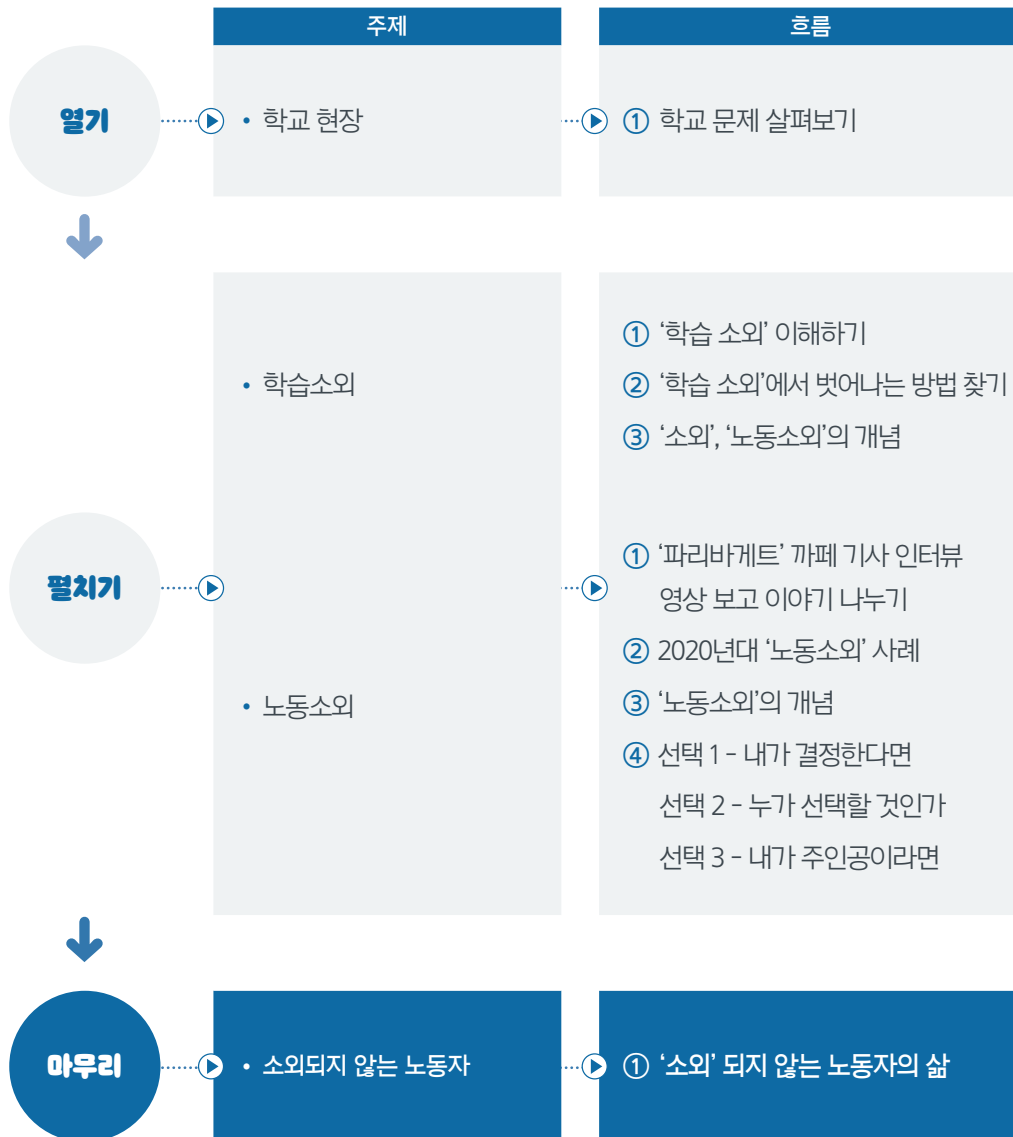 주제
흐름
열기
• 학교 현장
① 학교 문제 살펴보기
펼치기
• 학습소외
① ‘학습 소외’ 이해하기
② ‘학습 소외’에서 벗어나는 방법 찾기
③ ‘소외’, ‘노동소외’의 개념
• 노동소외
① ‘파리바게트’ 까페 기사 인터뷰
영상 보고 이야기 나누기
② 2020년대 ‘노동소외’ 사례
③ ‘노동소외’의 개념
④ 선택 1 - 내가 결정한다면
선택 2 - 누가 선택할 것인가
선택 3 - 내가 주인공이라면
마무리
• 소외되지 않는 노동자
① ‘소외’ 되지 않는 노동자의 삶